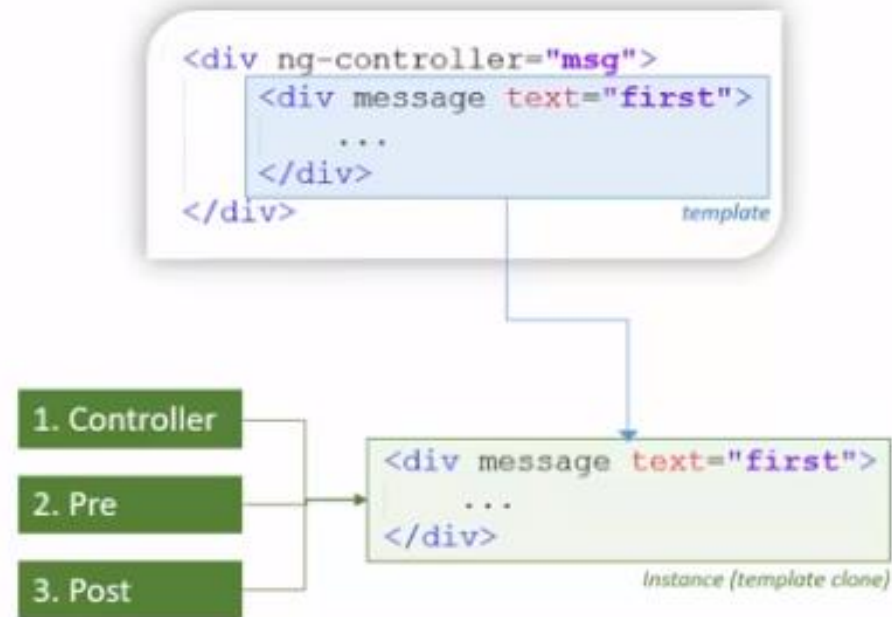 <div ng-controller="msg">
<div message text="first">
...
</div>
</div>
template
1. Controller
2. Pre
3. Post
<div message text="first">
...
</div>
Instance (template clone)